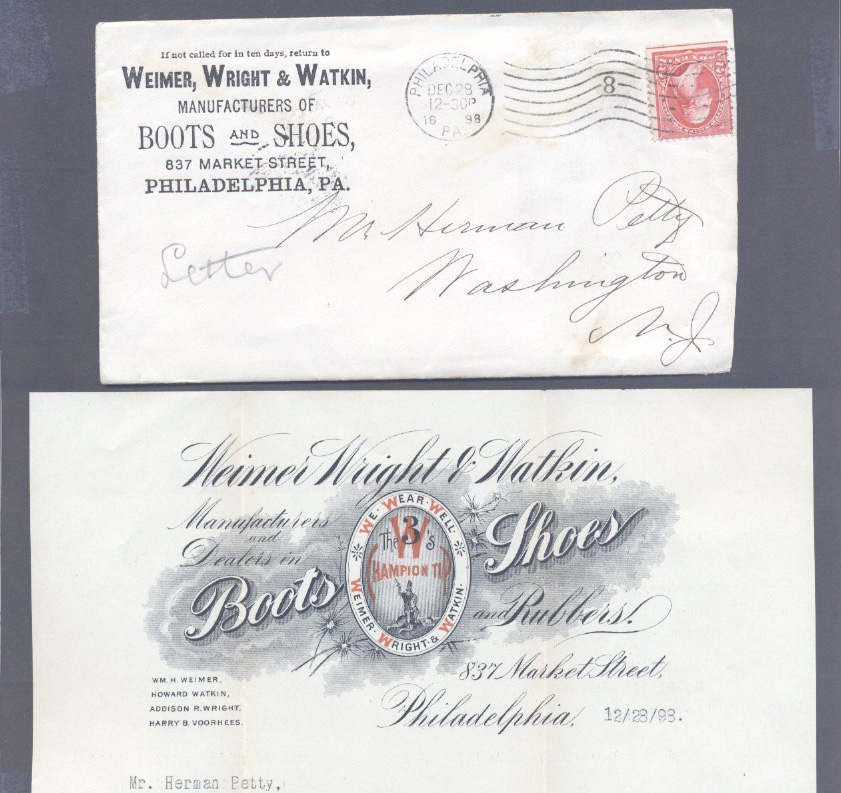 If not called for in ten days, return to
WEIMER, WRIGHT & WATKIN,
MANUFACTURERS OF
BOOTS AND SHOES,
837 MARKET STREET,
PHILADELPHIA, PA.
PHILADELPHIA
DEC 28
12-30P
18 98
PA.
8
Mr. Herman Petty
Washington
N.J.
Letter
Weimer Wright & Watkin,
Manufacturers
and
Dealers in
Boots
Shoes
and Rubbers.
WE·WEAR·WELL·
The 3 W's
CHAMPION TIP
WEIMER·WRIGHT·&·WATKIN·
837 Market Street,
Philadelphia.
12/28/98.
WM. H. WEIMER,
HOWARD WATKIN,
ADDISON R. WRIGHT,
HARRY B. VOORHEES.
Mr. Herman Petty,